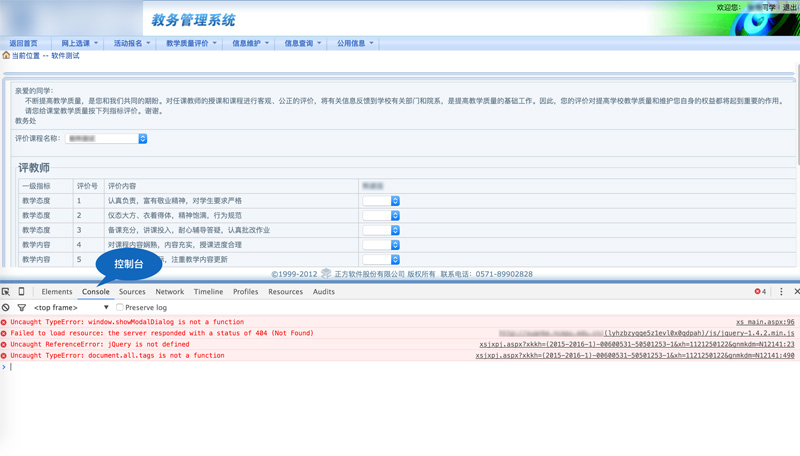 欢迎您: 同学! 退出
教务管理系统
返回首页 网上选课 活动报名 教学质量评价 信息维护 信息查询 公用信息
当前位置 -- 软件测试
亲爱的同学:
不断提高教学质量，是您和我们共同的期盼。对任课教师的授课和课程进行客观、公正的评价，将有关信息反馈到学校有关部门和院系，是提高教学质量的基础工作。因此，您的评价对提高学校教学质量和维护您自身的权益都将起到重要的作用。
请您给课堂教学质量按下列指标评价。谢谢。
教务处
评价课程名称:
评教师
一级指标 评价号 评价内容
教学态度 1 认真负责，富有敬业精神，对学生要求严格
教学态度 2 仪态大方、衣着得体，精神饱满，行为规范
教学态度 3 备课充分，讲课投入，耐心辅导答疑，认真批改作业
教学内容 4 对课程内容娴熟，内容充实，授课进度合理
教学内容 5 ，注重教学内容更新
控制台
©1999-2012 正方软件股份有限公司 版权所有 联系电话: 0571-89902828
Elements Console Sources Network Timeline Profiles Resources Audits 4
<top frame> Preserve log
Uncaught TypeError: window.showModalDialog is not a function xs_main.aspx:96
Failed to load resource: the server responded with a status of 404 (Not Found) /(lyhzbzyqqe5z1evl0x0qdpah)/js/jquery-1.4.2.min.js
Uncaught ReferenceError: jQuery is not defined xsjxpj.aspx?xkkh=(2015-2016-1)-00600531-50501253-1&xh=1121250122&gnmkdm=N12141:23
Uncaught TypeError: document.all.tags is not a function xsjxpj.aspx?xkkh=(2015-2016-1)-00600531-50501253-1&xh=1121250122&gnmkdm=N12141:490